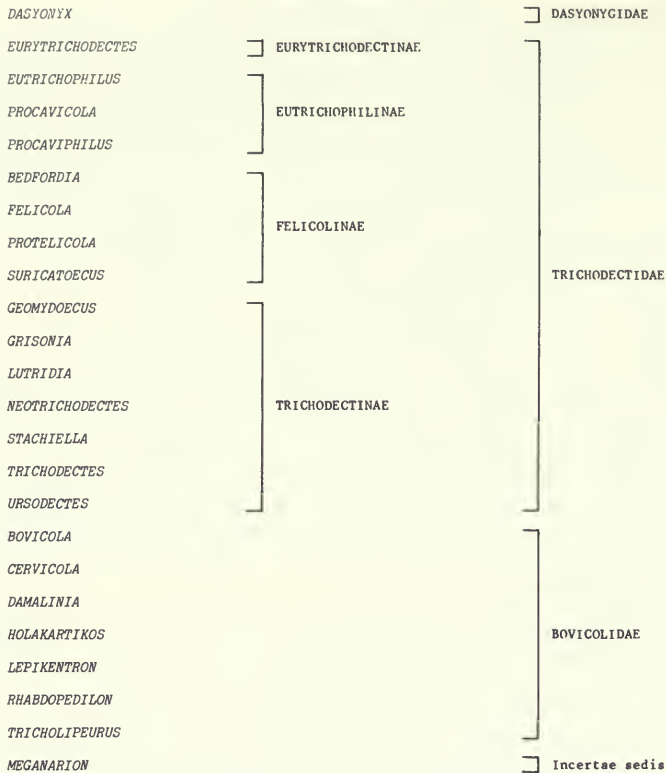 DASYONYX DASYONYGIDAE
EURYTRICHODECTES EURYTRICHODECTINAE
EUTRICHOPHILUS
PROCAVICOLA EUTRICHOPHILINAE
PROCAVIPHILUS
BEDFORDIA
FELICOLA
FELICOLINAE
PROTELICOLA
SURICATOECUS TRICHODECTIDAE
GEOMYDOECUS
GRISONIA
LUTRIDIA
NEOTRICHODECTES TRICHODECTINAE
STACHIELLA
TRICHODECTES
URSODECTES
BOVICOLA
CERVICOLA
DAMALINIA
HOLAKARTIKOS BOVICOLIDAE
LEPIKENTRON
RHABDOPEDILON
TRICHOLIPEURUS
MEGANARION Incertae sedis